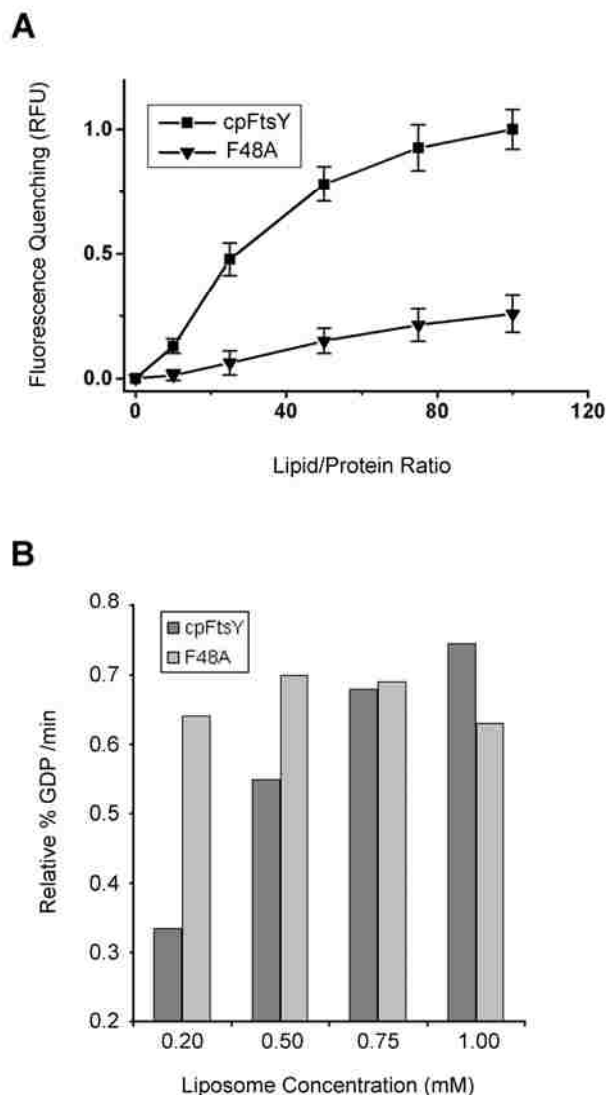 A
Fluorescence Quenching (RFU)
1.0
0.5
0.0
cpFtsY
F48A
0 40 80 120
Lipid/Protein Ratio
B
Relative % GDP /min
0.8
0.7
0.6
0.5
0.4
0.3
0.2
cpFtsY
F48A
0.20 0.50 0.75 1.00
Liposome Concentration (mM)